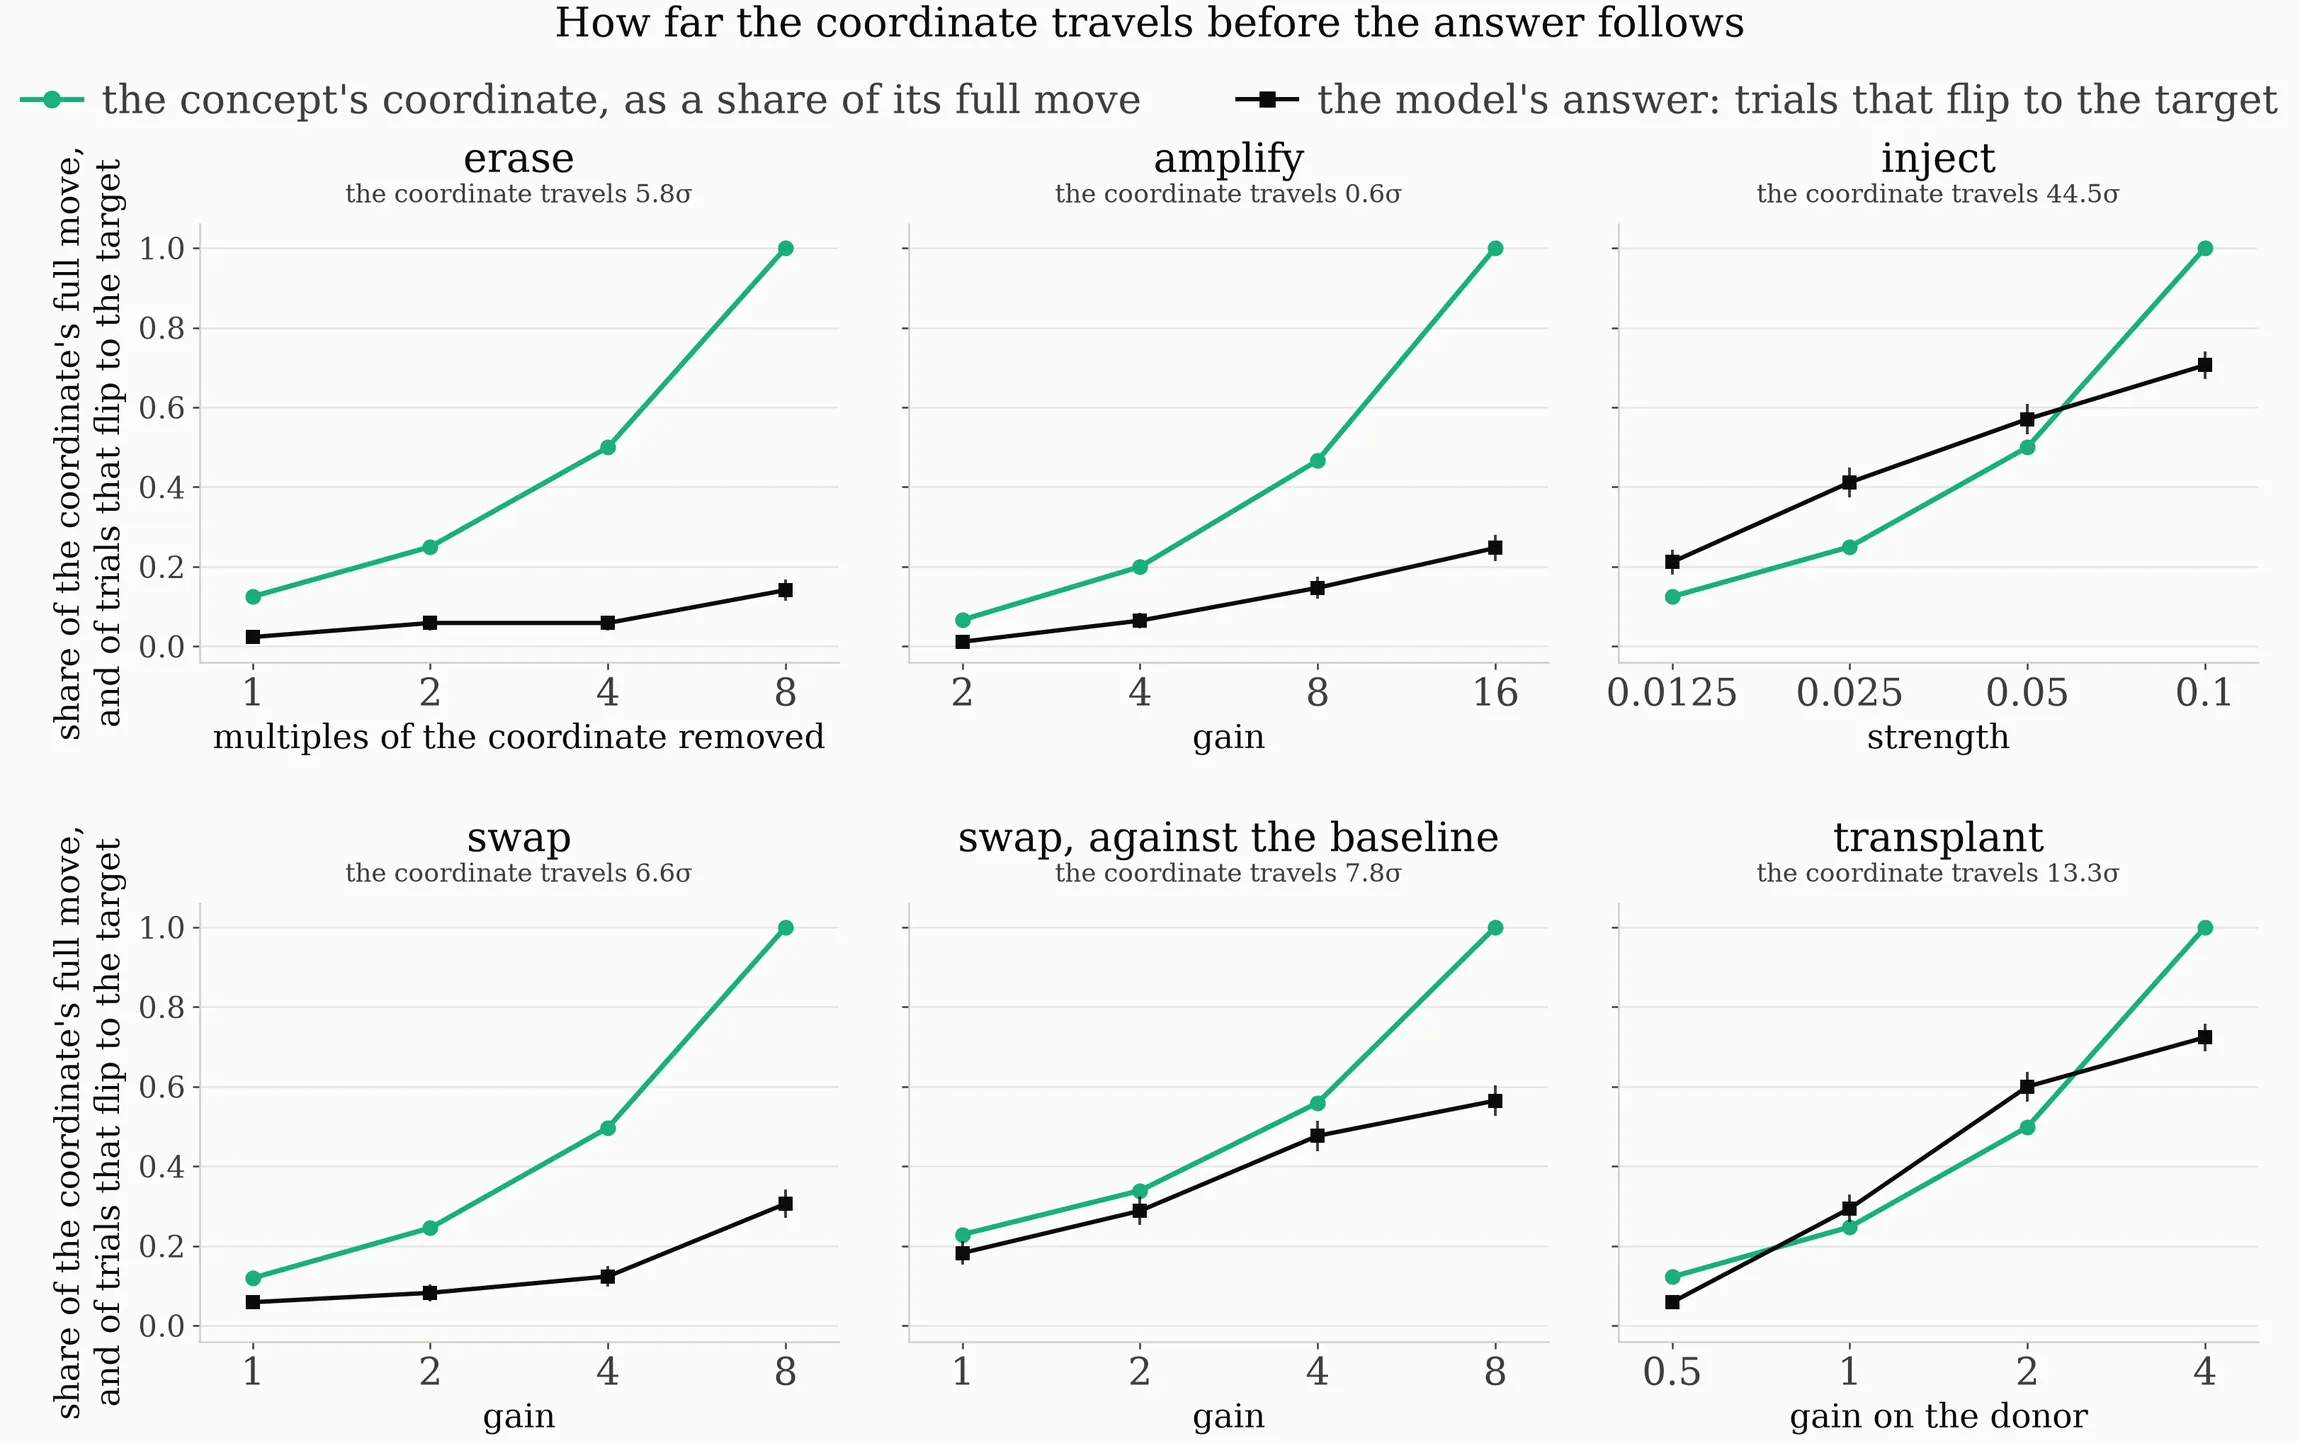 How far the coordinate travels before the answer follows
the concept's coordinate, as a share of its full move
the model's answer: trials that flip to the target
erase
the coordinate travels 5.8σ
amplify
the coordinate travels 0.6σ
inject
the coordinate travels 44.5σ
share of the coordinate's full move,
and of trials that flip to the target
1.0
0.8
0.6
0.4
0.2
0.0
1 2 4 8
multiples of the coordinate removed
2 4 8 16
gain
0.0125 0.025 0.05 0.1
strength
swap
the coordinate travels 6.6σ
swap, against the baseline
the coordinate travels 7.8σ
transplant
the coordinate travels 13.3σ
share of the coordinate's full move,
and of trials that flip to the target
1.0
0.8
0.6
0.4
0.2
0.0
1 2 4 8
gain
1 2 4 8
gain
0.5 1 2 4
gain on the donor